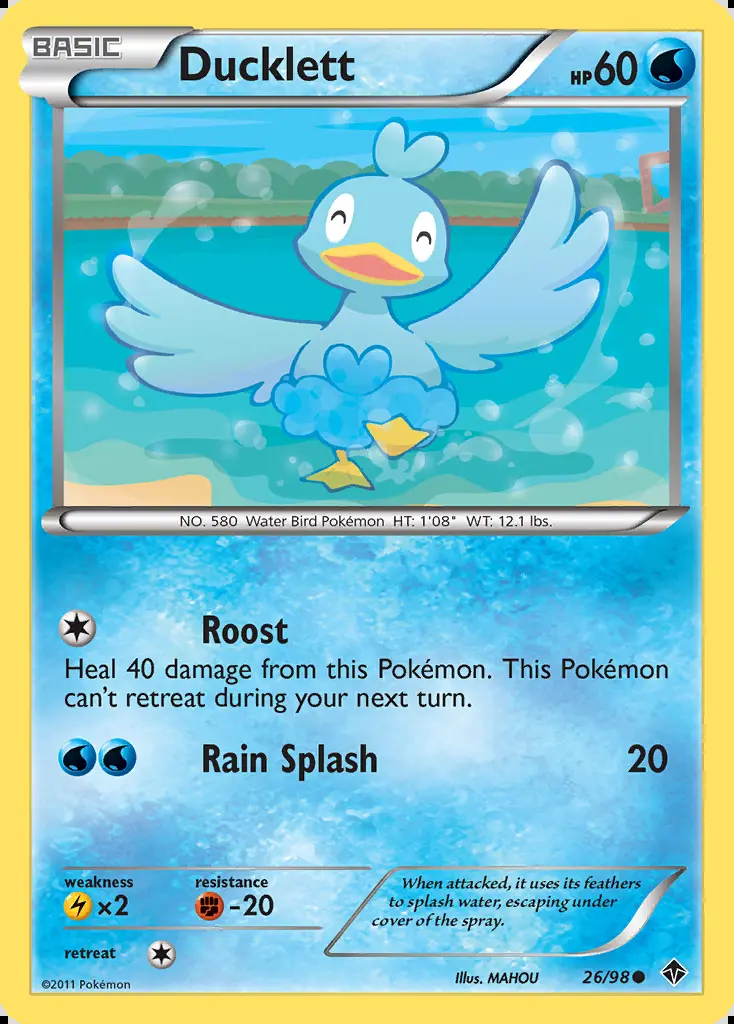 BASIC
Ducklett
HP60
NO. 580 Water Bird Pokémon HT: 1'08" WT: 12.1 lbs.
Roost
Heal 40 damage from this Pokémon. This Pokémon
can't retreat during your next turn.
Rain Splash 20
weakness resistance
×2 -20
When attacked, it uses its feathers
to splash water, escaping under
cover of the spray.
retreat
©2011 Pokémon
Illus. MAHOU
26/98